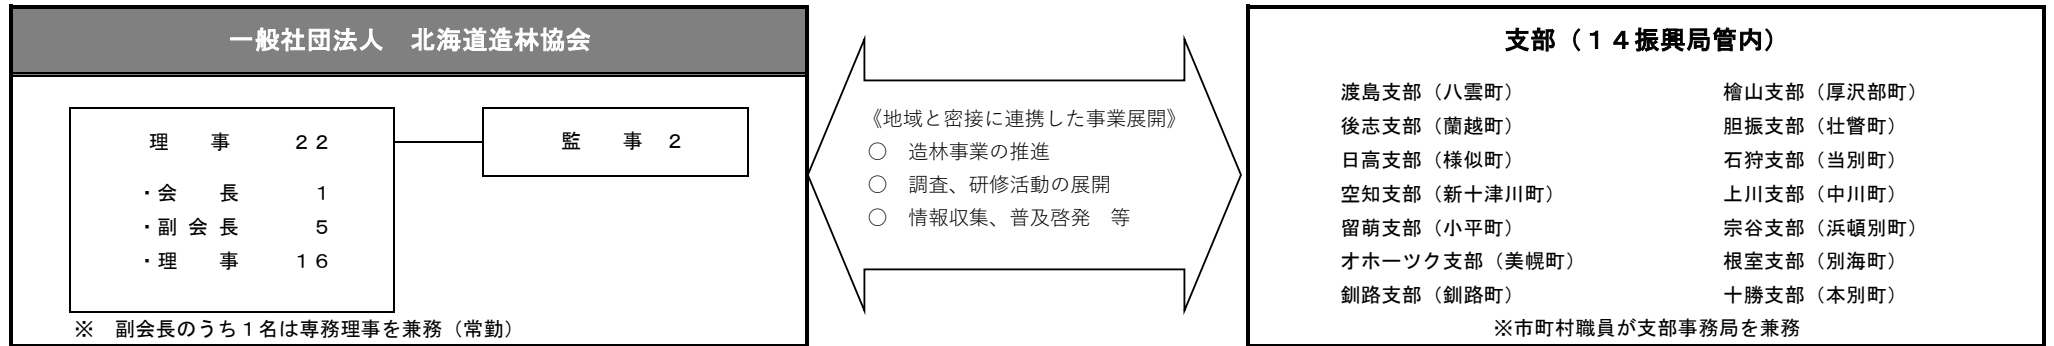 一般社団法人　北海道造林協会
理　事　２２
・会　長　１
・副 会 長　５
・理　事　１６
監　事　２
※　副会長のうち１名は専務理事を兼務（常勤）
《地域と密接に連携した事業展開》
○　造林事業の推進
○　調査、研修活動の展開
○　情報収集、普及啓発　等
支部（１４振興局管内）
渡島支部（八雲町）　檜山支部（厚沢部町）
後志支部（蘭越町）　胆振支部（壮瞥町）
日高支部（様似町）　石狩支部（当別町）
空知支部（新十津川町）　上川支部（中川町）
留萌支部（小平町）　宗谷支部（浜頓別町）
オホーツク支部（美幌町）　根室支部（別海町）
釧路支部（釧路町）　十勝支部（本別町）
※市町村職員が支部事務局を兼務